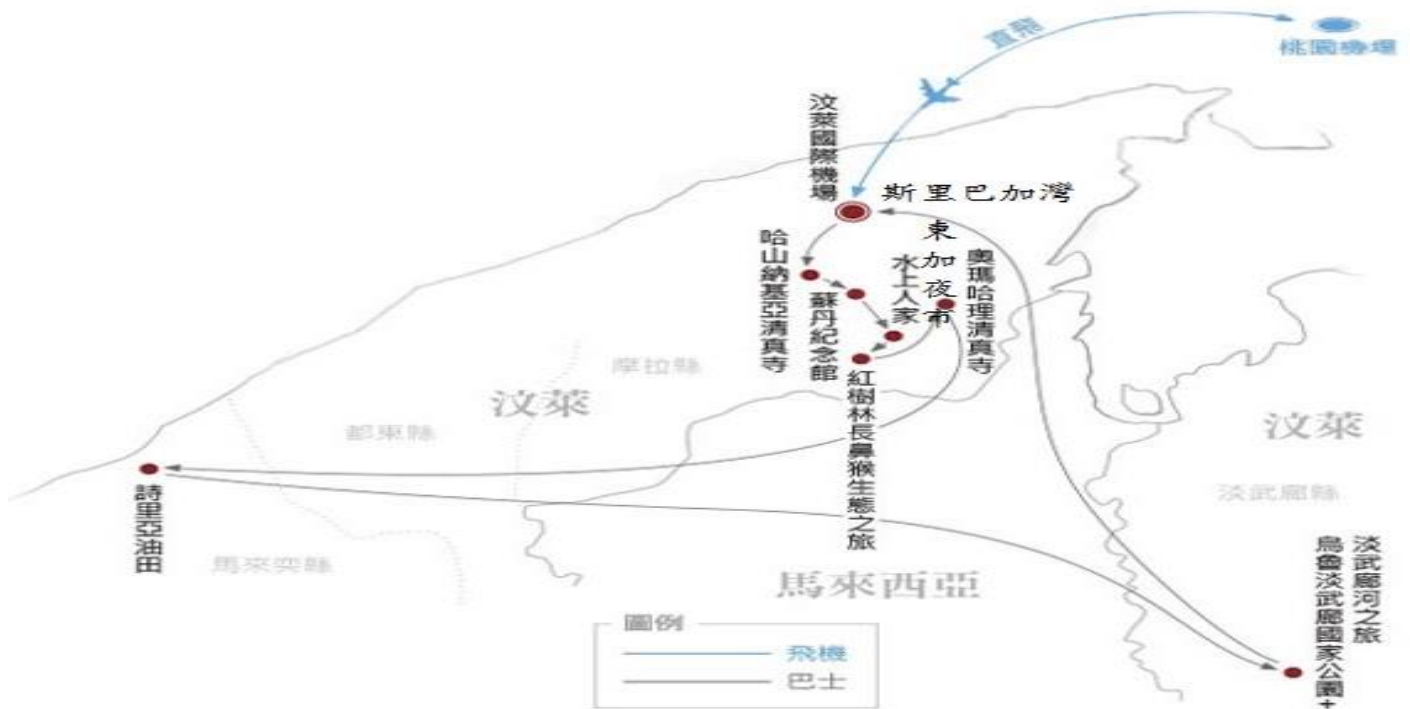 直飛
桃園機場
汶萊國際機場
斯里巴加灣
東加夜市
哈山納基亞清真寺
蘇丹紀念館
水上人家
奧瑪哈理清真寺
紅樹林長鼻猴生態之旅
摩拉縣
汶萊
都東縣
汶萊
淡武廊縣
詩里亞油田
馬來奕縣
馬來西亞
淡武廊河之旅
烏魯淡武廊國家公園+
圖例
飛機
巴士